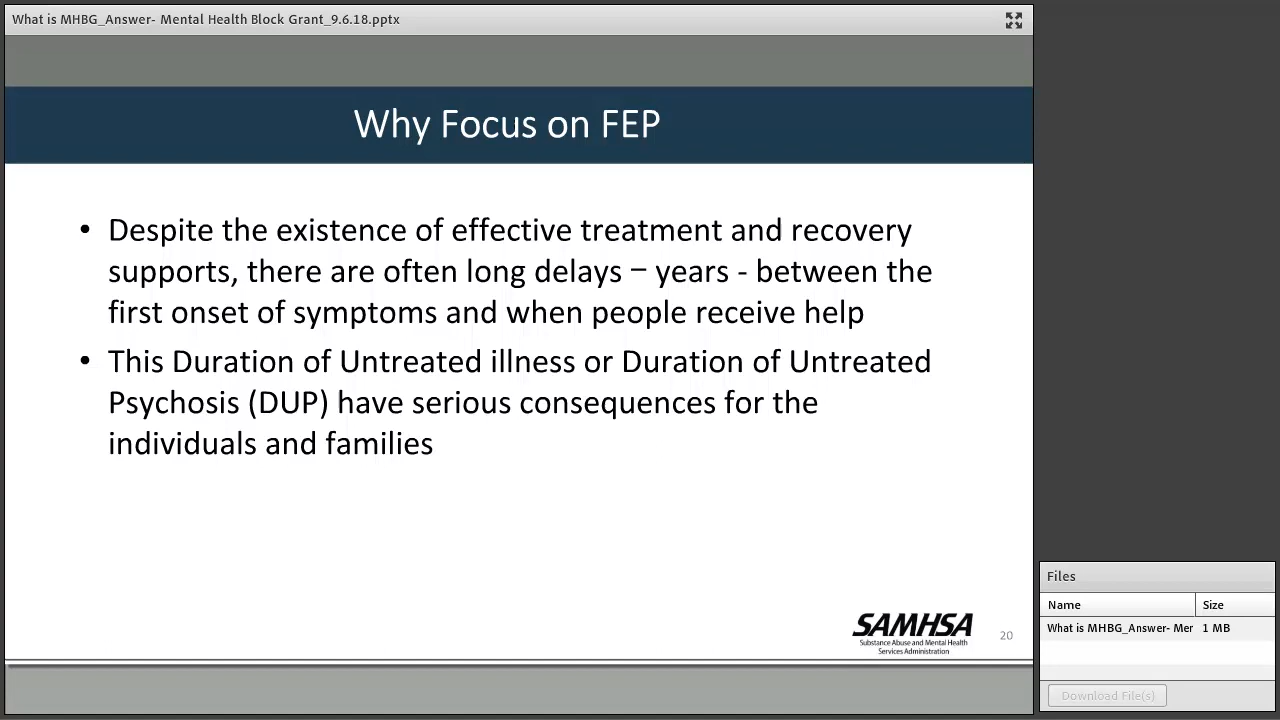 What is MHBG_Answer- Mental Health Block Grant_9.6.18.pptx
Why Focus on FEP
• Despite the existence of effective treatment and recovery
supports, there are often long delays – years - between the
first onset of symptoms and when people receive help
• This Duration of Untreated illness or Duration of Untreated
Psychosis (DUP) have serious consequences for the
individuals and families
SAMHSA
Substance Abuse and Mental Health
Services Administration
20
Files
Name Size
What is MHBG_Answer- Mer 1 MB
Download File(s)